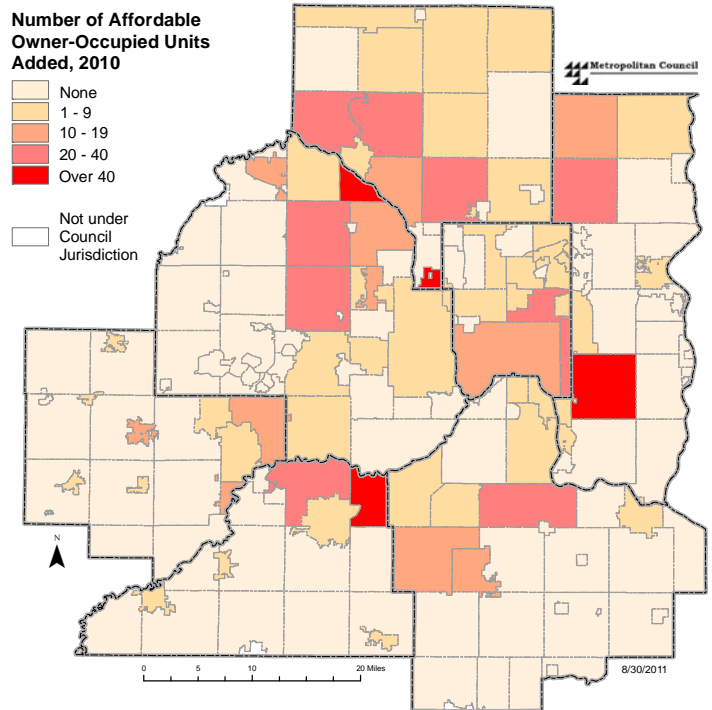 Number of Affordable
Owner-Occupied Units
Added, 2010
None
1 - 9
10 - 19
20 - 40
Over 40
Not under
Council
Jurisdiction
Metropolitan Council
N
0 5 10 20 Miles
8/30/2011